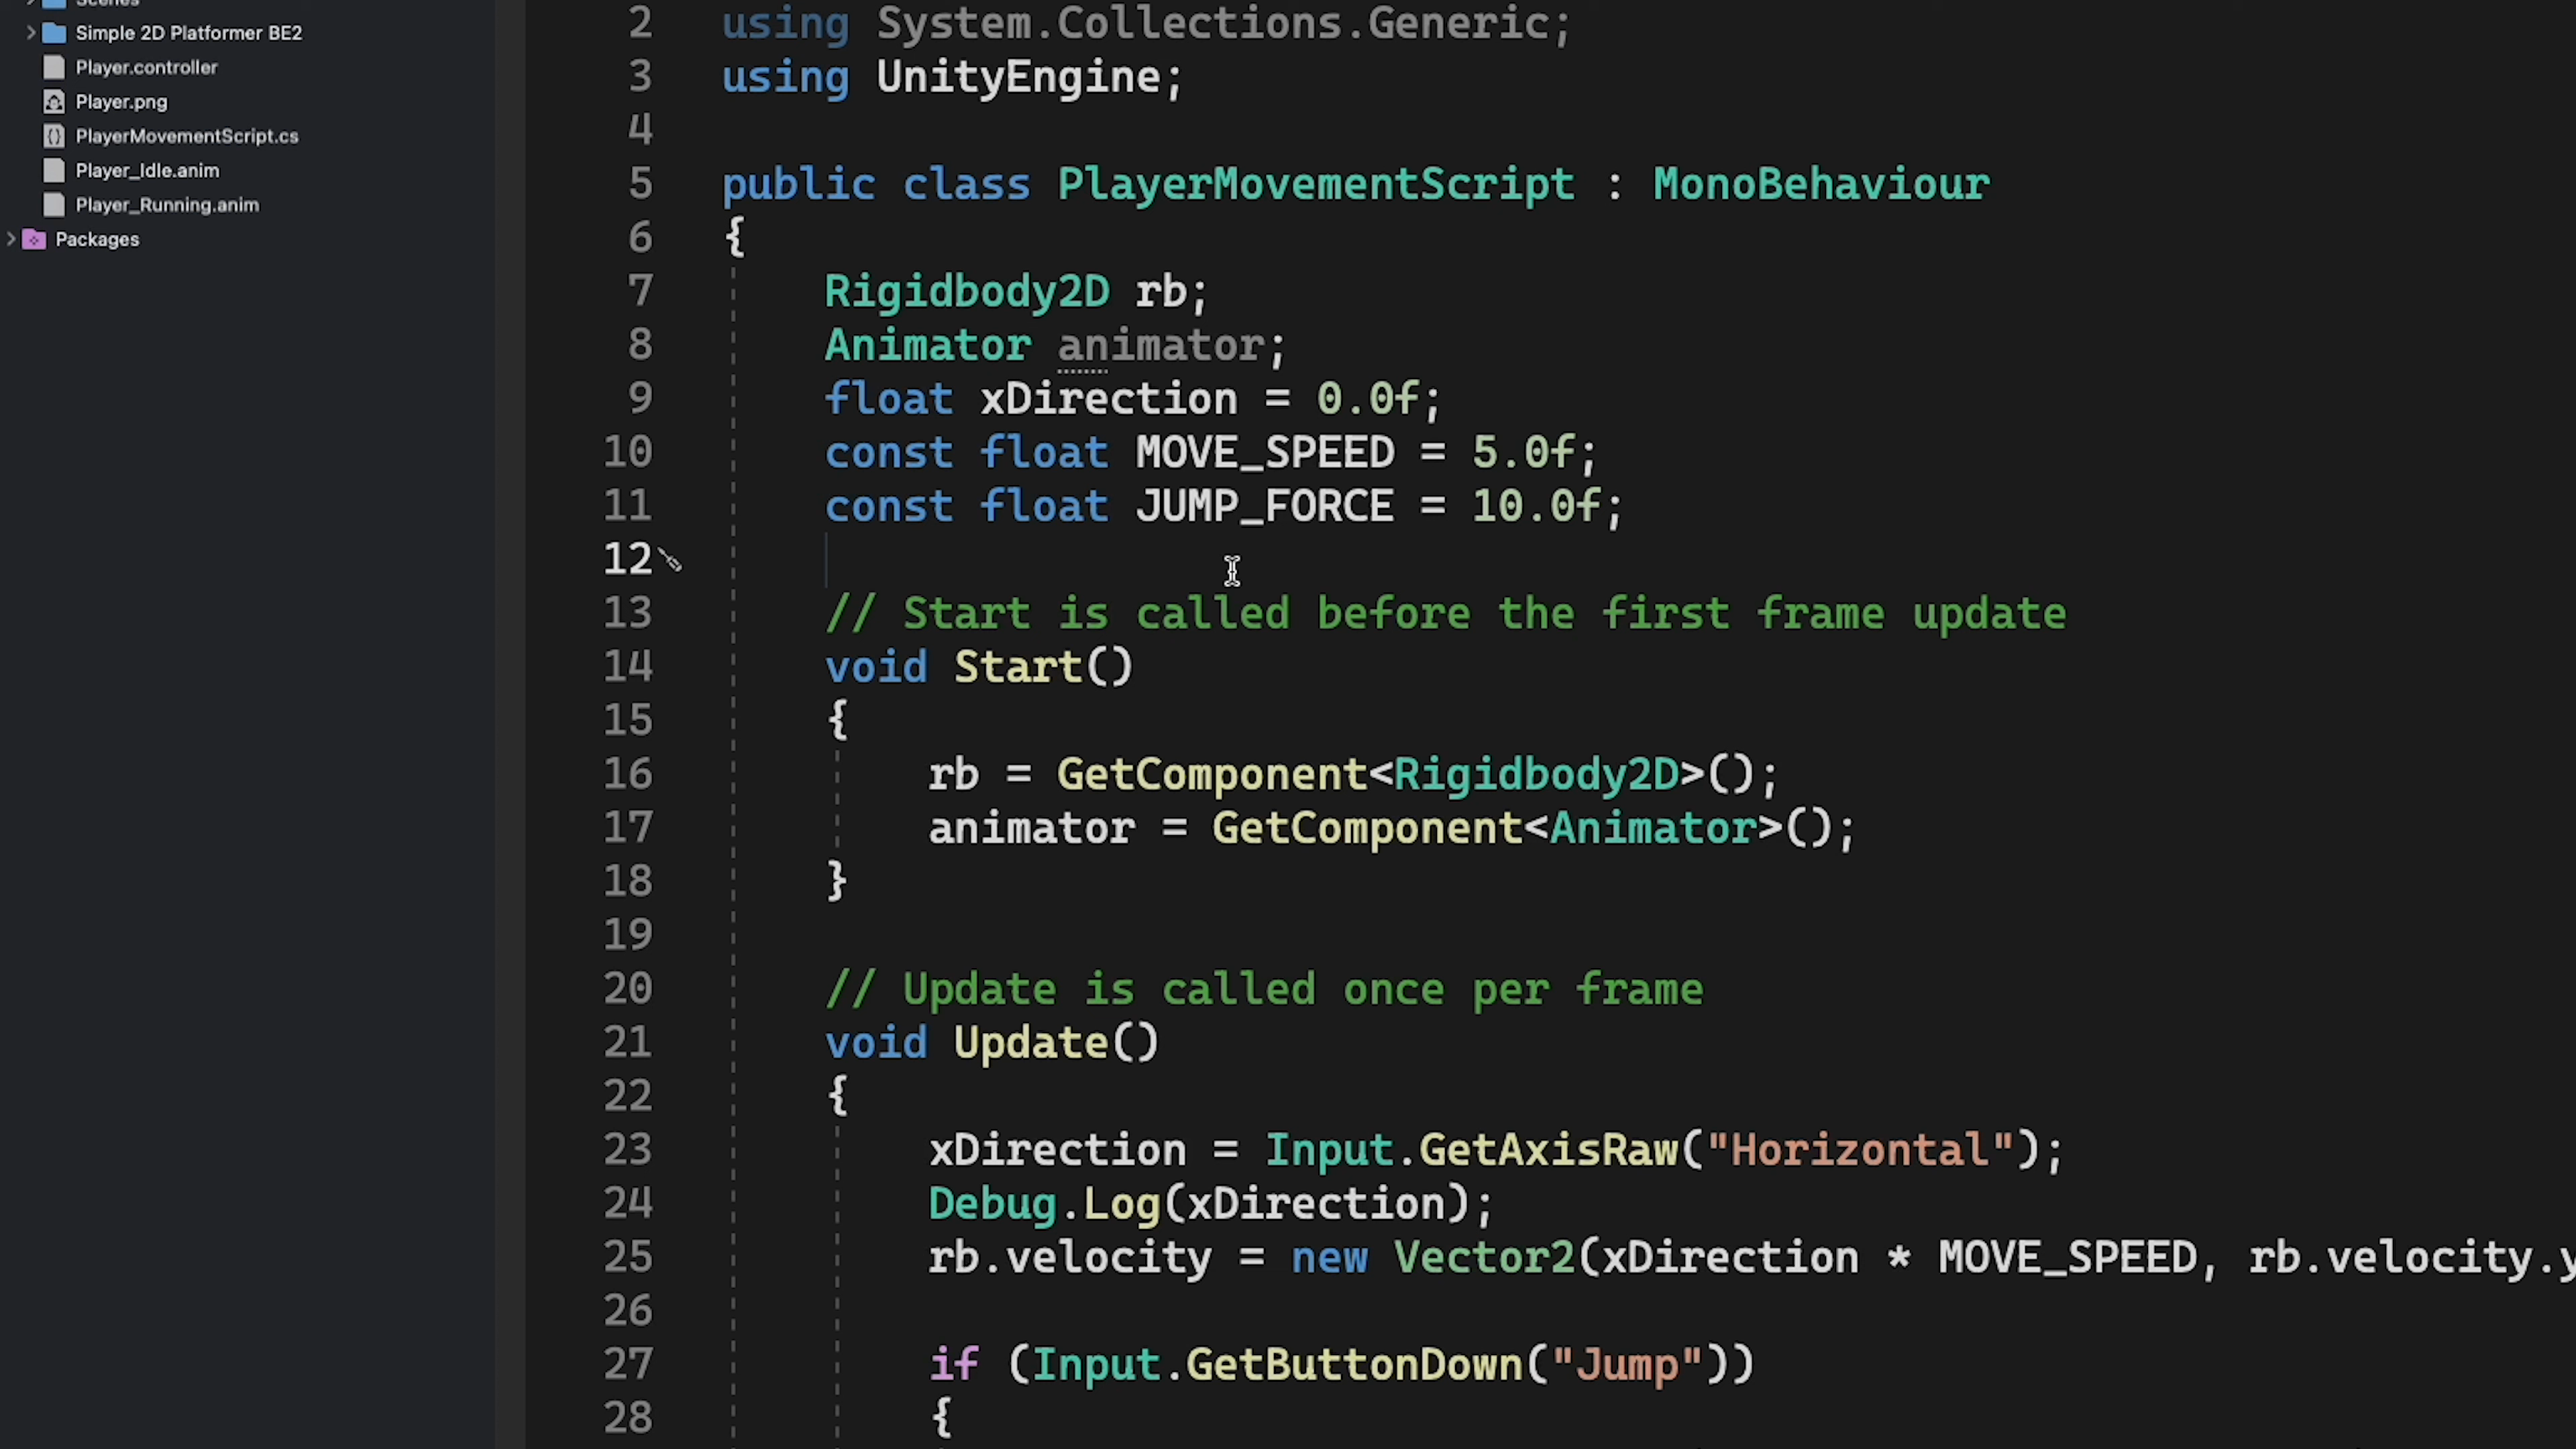 Scenes
Simple 2D Platformer BE2
Player.controller
Player.png
PlayerMovementScript.cs
Player_Idle.anim
Player_Running.anim
Packages
2 using System.Collections.Generic;
3 using UnityEngine;
4
5 public class PlayerMovementScript : MonoBehaviour
6 {
7 Rigidbody2D rb;
8 Animator animator;
9 float xDirection = 0.0f;
10 const float MOVE_SPEED = 5.0f;
11 const float JUMP_FORCE = 10.0f;
12
13 // Start is called before the first frame update
14 void Start()
15 {
16 rb = GetComponent<Rigidbody2D>();
17 animator = GetComponent<Animator>();
18 }
19
20 // Update is called once per frame
21 void Update()
22 {
23 xDirection = Input.GetAxisRaw("Horizontal");
24 Debug.Log(xDirection);
25 rb.velocity = new Vector2(xDirection * MOVE_SPEED, rb.velocity.y
26
27 if (Input.GetButtonDown("Jump"))
28 {